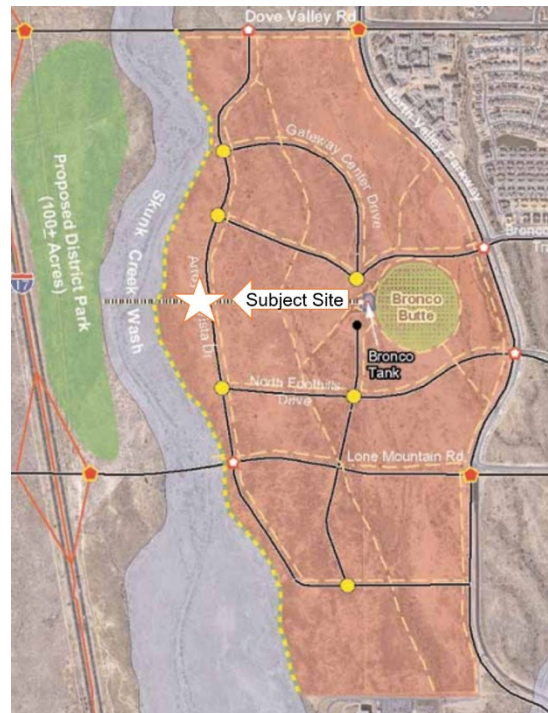 Dove Valley Rd
North Valley Parkway
Gateway Center Drive
Proposed District Park
(100+ Acres)
Skunk Creek Wash
17
Subject Site
Bronco
Butte
Bronco
Bronco
Tank
North Foothills
Drive
Lone Mountain Rd